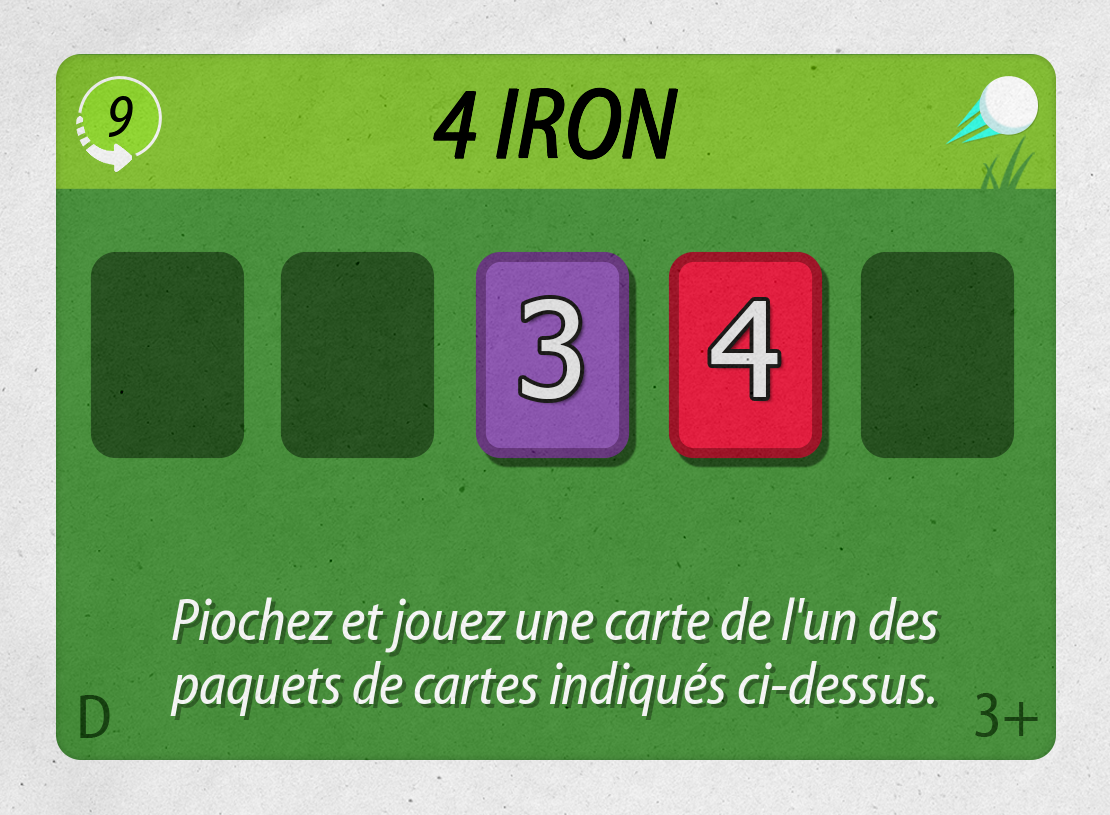 9
4 IRON
3 4
Piochez et jouez une carte de l'un des
paquets de cartes indiqués ci-dessus.
D
3+